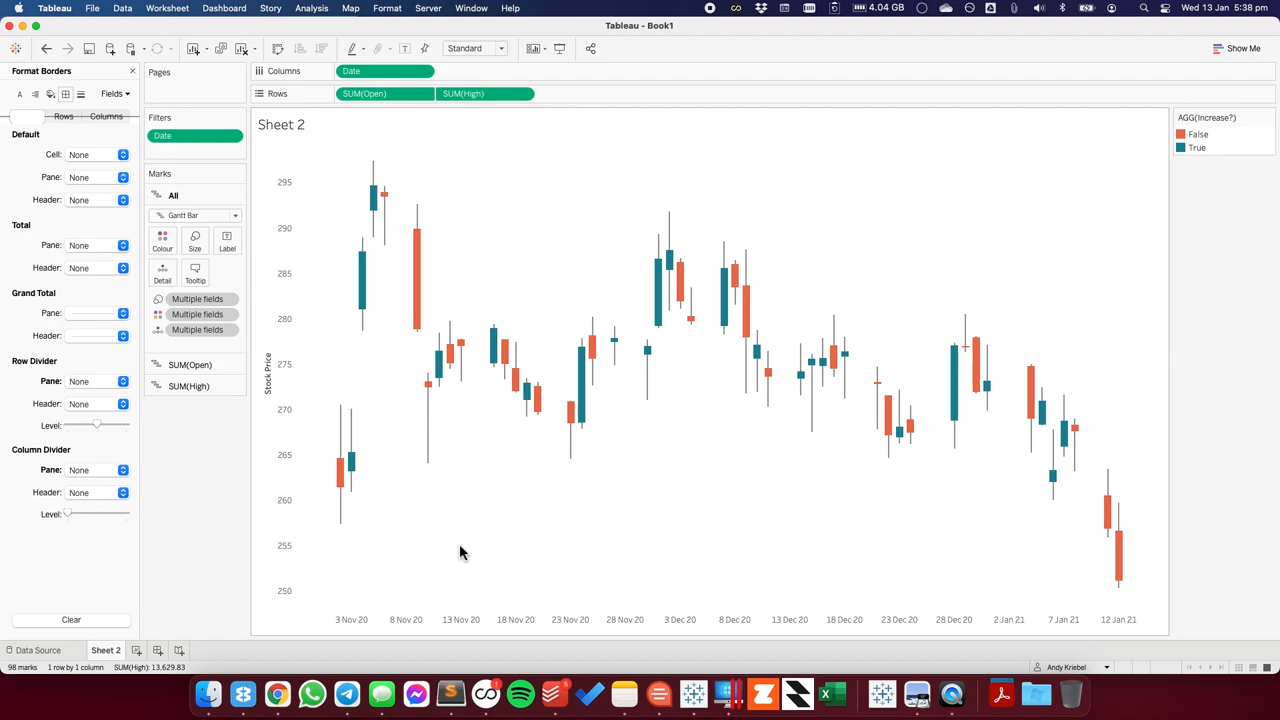 Tableau File Data Worksheet Dashboard Story Analysis Map Format Server Window Help 4.04 GB Wed 13 Jan 5:38 pm
Tableau - Book1
Standard Show Me
Format Borders
Fields
Rows Columns
Default
Cell: None
Pane: None
Header: None
Total
Pane: None
Header: None
Grand Total
Pane:
Header:
Row Divider
Pane: None
Header: None
Level:
Column Divider
Pane: None
Header: None
Level:
Clear
Pages
Filters
Date
Marks
All
Gantt Bar
Colour Size Label
Detail Tooltip
Multiple fields
Multiple fields
Multiple fields
SUM(Open)
SUM(High)
Columns Date
Rows SUM(Open) SUM(High)
Sheet 2
Stock Price
295
290
285
280
275
270
265
260
255
250
3 Nov 20 8 Nov 20 13 Nov 20 18 Nov 20 23 Nov 20 28 Nov 20 3 Dec 20 8 Dec 20 13 Dec 20 18 Dec 20 23 Dec 20 28 Dec 20 2 Jan 21 7 Jan 21 12 Jan 21
AGG(Increase?)
False
True
Data Source Sheet 2
98 marks 1 row by 1 column SUM(High): 13,629.83 Andy Kriebel